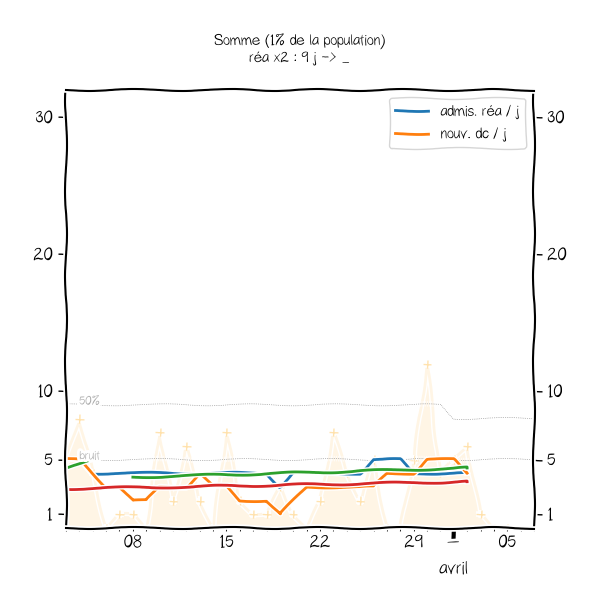 Somme (1% de la population)
réa x2 : 9 j -> _
admis. réa / j
nouv. dc / j
30
30
20
20
10
10
50%
bruit
5
5
1
1
08
15
22
29
05
avril